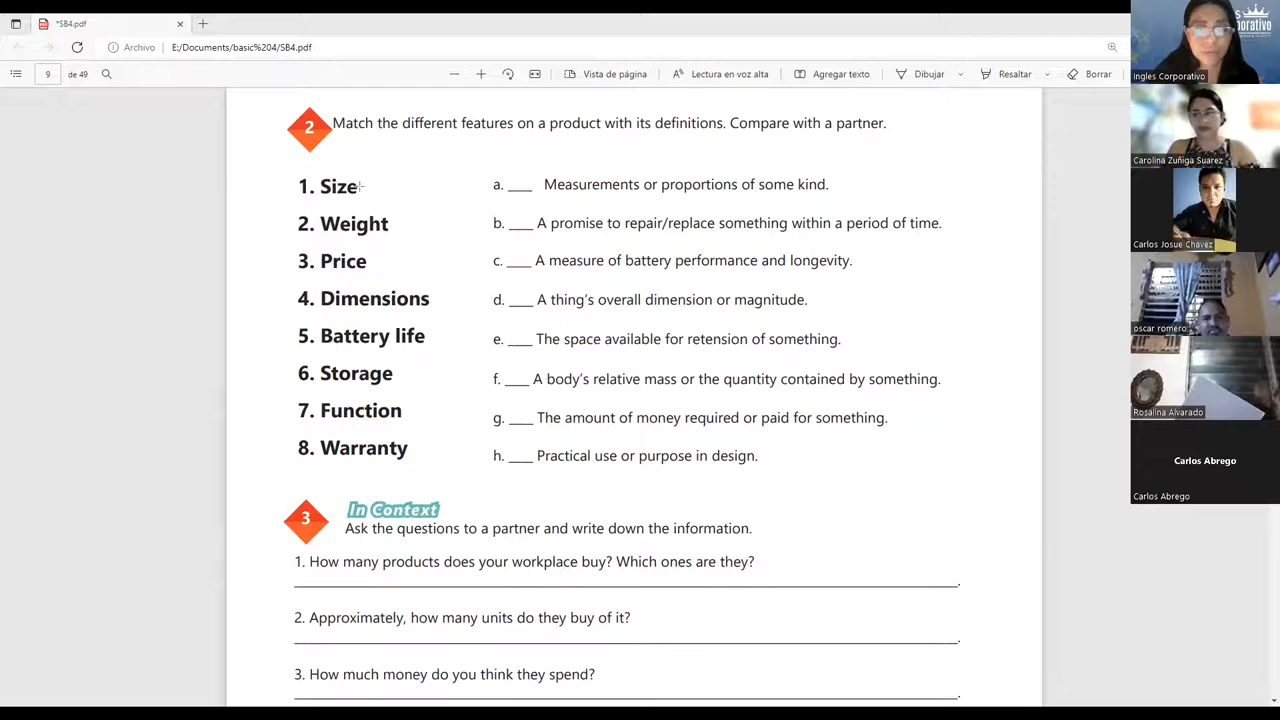 *SB4.pdf
Archivo
E:/Documents/basic%204/SB4.pdf
9
de 49
Vista de página
Lectura en voz alta
Agregar texto
Dibujar
Resaltar
Borrar
2
Match the different features on a product with its definitions. Compare with a partner.
1. Size
2. Weight
3. Price
4. Dimensions
5. Battery life
6. Storage
7. Function
8. Warranty
a. ____ Measurements or proportions of some kind.
b. ____ A promise to repair/replace something within a period of time.
c. ____ A measure of battery performance and longevity.
d. ____ A thing's overall dimension or magnitude.
e. ____ The space available for retention of something.
f. ____ A body's relative mass or the quantity contained by something.
g. ____ The amount of money required or paid for something.
h. ____ Practical use or purpose in design.
3
In Context
Ask the questions to a partner and write down the information.
1. How many products does your workplace buy? Which ones are they?
2. Approximately, how many units do they buy of it?
3. How much money do you think they spend?
Ingles Corporativo
Carolina Zuñiga Suarez
Carlos Josue Chavez
oscar romero
Rosalina Alvarado
Carlos Abrego
Carlos Abrego